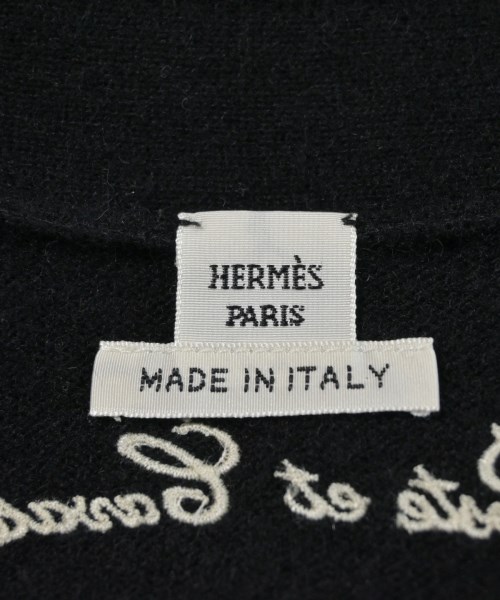 HERMÈS
PARIS
MADE IN ITALY
et